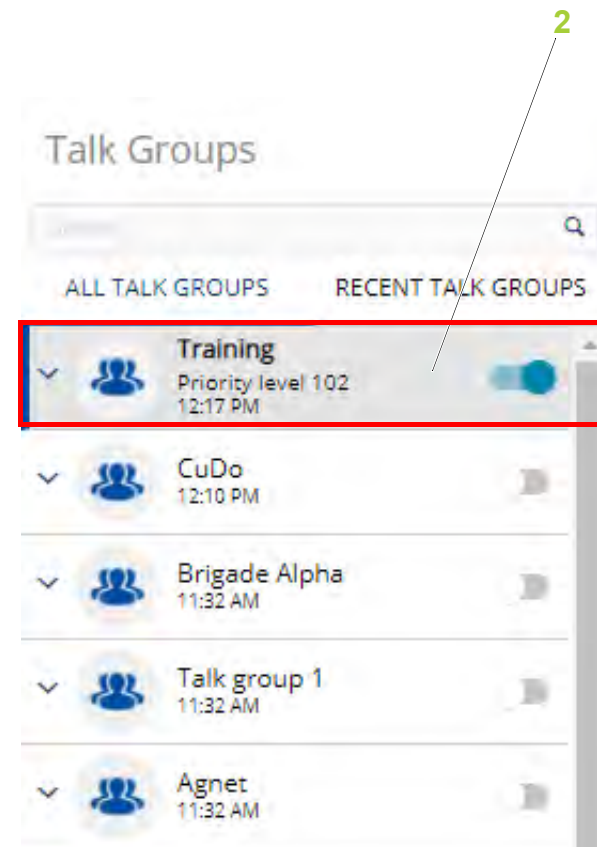 2
Talk Groups
ALL TALK GROUPS
RECENT TALK GROUPS
Training
Priority level 102
12:17 PM
CuDo
12:10 PM
Brigade Alpha
11:32 AM
Talk group 1
11:32 AM
Agnet
11:32 AM